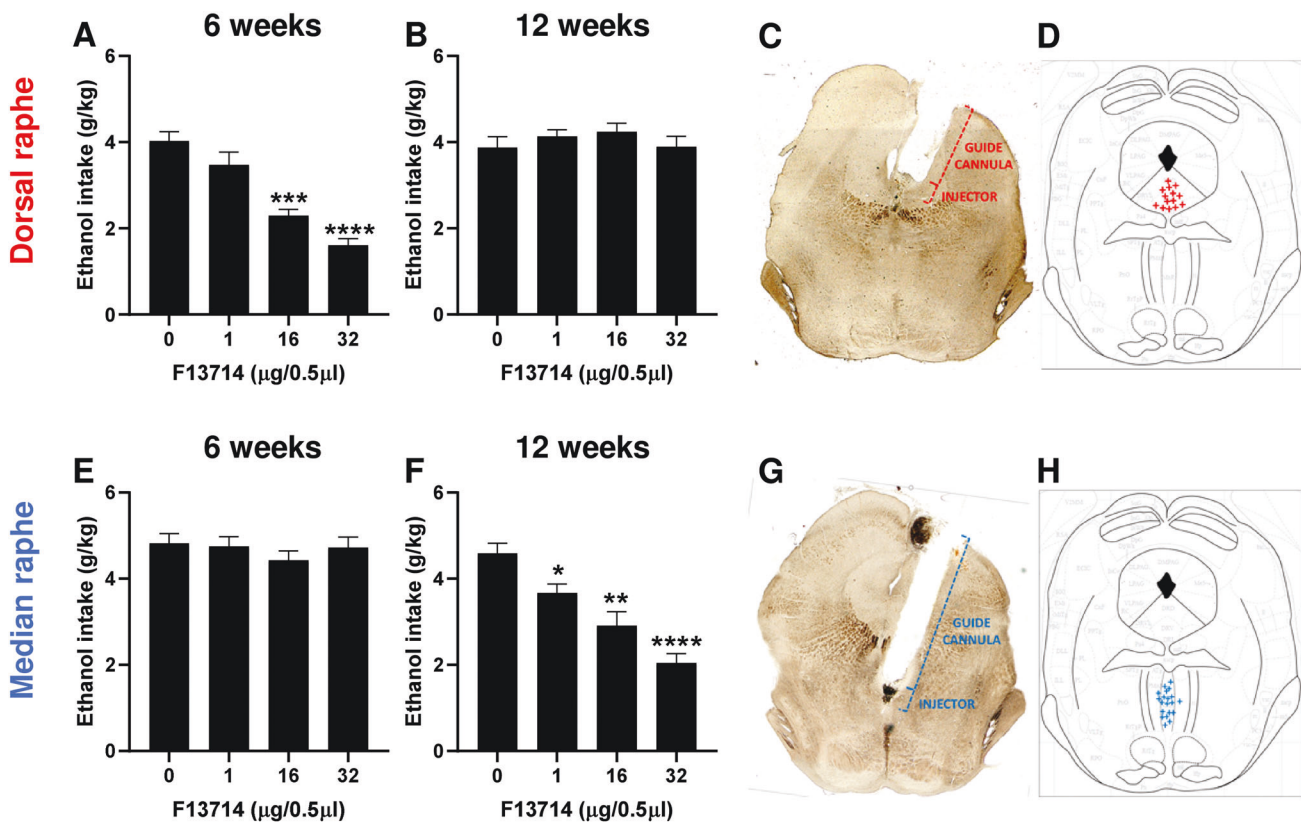 Dorsal raphe
A
6 weeks
Ethanol intake (g/kg)
6
4
2
0
***
****
0 1 16 32
F13714 (μg/0.5μl)
B
12 weeks
Ethanol intake (g/kg)
6
4
2
0
0 1 16 32
F13714 (μg/0.5μl)
C
GUIDE
CANNULA
INJECTOR
D
Median raphe
E
6 weeks
Ethanol intake (g/kg)
6
4
2
0
0 1 16 32
F13714 (μg/0.5μl)
F
12 weeks
Ethanol intake (g/kg)
6
4
2
0
*
**
****
0 1 16 32
F13714 (μg/0.5μl)
G
GUIDE
CANNULA
INJECTOR
H